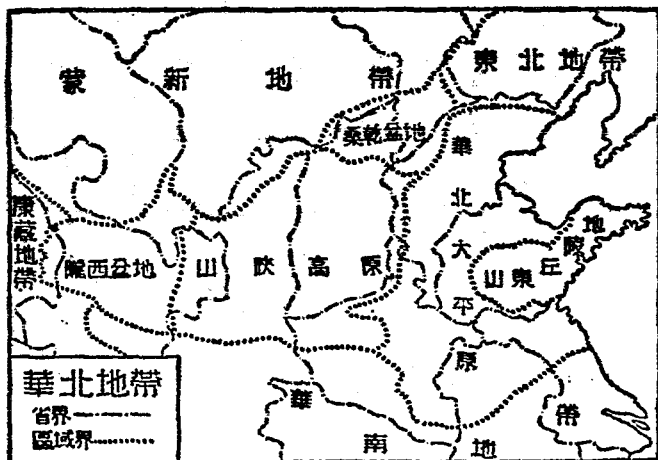 蒙新地帶
東北地帶
桑乾盆地
華北大平原
康藏地帶
隴西盆地
山陝高原
山東丘陵地
華南地帶
華北地帶
省界
區域界